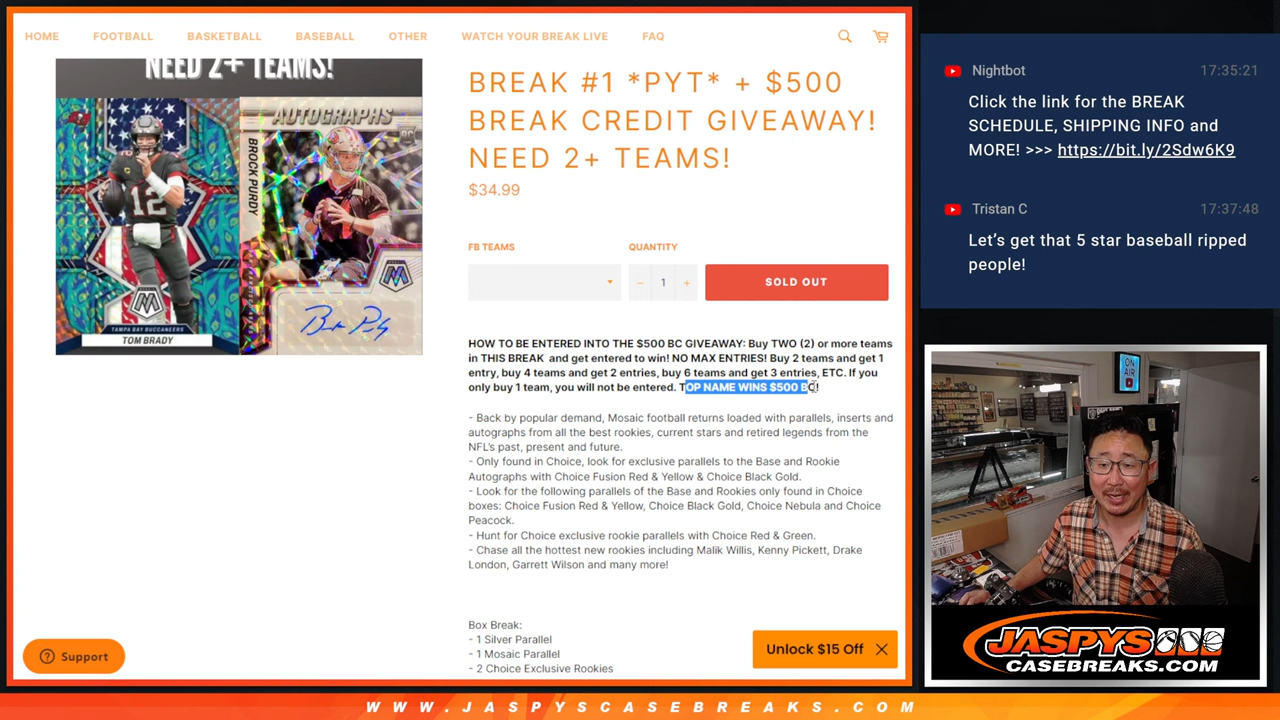 HOME FOOTBALL BASKETBALL BASEBALL OTHER WATCH YOUR BREAK LIVE FAQ
NEED 2+ TEAMS!
12
TAMPA BAY BUCCANEERS
TOM BRADY
AUTOGRAPHS
RC
BROCK PURDY
BREAK #1 *PYT* + $500
BREAK CREDIT GIVEAWAY!
NEED 2+ TEAMS!
$34.99
FB TEAMS QUANTITY
− 1 + SOLD OUT
HOW TO BE ENTERED INTO THE $500 BC GIVEAWAY: Buy TWO (2) or more teams
in THIS BREAK and get entered to win! NO MAX ENTRIES! Buy 2 teams and get 1
entry, buy 4 teams and get 2 entries, buy 6 teams and get 3 entries, ETC. If you
only buy 1 team, you will not be entered. TOP NAME WINS $500 BC!
- Back by popular demand, Mosaic football returns loaded with parallels, inserts and
autographs from all the best rookies, current stars and retired legends from the
NFL's past, present and future.
- Only found in Choice, look for exclusive parallels to the Base and Rookie
Autographs with Choice Fusion Red & Yellow & Choice Black Gold.
- Look for the following parallels of the Base and Rookies only found in Choice
boxes: Choice Fusion Red & Yellow, Choice Black Gold, Choice Nebula and Choice
Peacock.
- Hunt for Choice exclusive rookie parallels with Choice Red & Green.
- Chase all the hottest new rookies including Malik Willis, Kenny Pickett, Drake
London, Garrett Wilson and many more!
Box Break:
- 1 Silver Parallel
- 1 Mosaic Parallel
- 2 Choice Exclusive Rookies
Support
Unlock $15 Off
Nightbot 17:35:21
Click the link for the BREAK
SCHEDULE, SHIPPING INFO and
MORE! >>> https://bit.ly/2Sdw6K9
Tristan C 17:37:48
Let's get that 5 star baseball ripped
people!
ON
AIR
JASPYS
CASEBREAKS.COM
WWW.JASPYSCASEBREAKS.COM